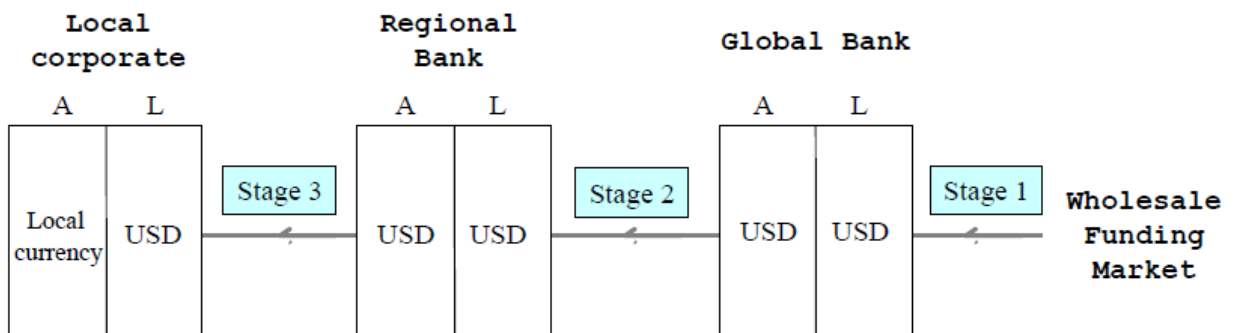 Local
corporate
Regional
Bank
Global Bank
A L
A L
A L
Stage 3
Stage 2
Stage 1
Local
currency
USD
USD
USD
USD
USD
Wholesale
Funding
Market